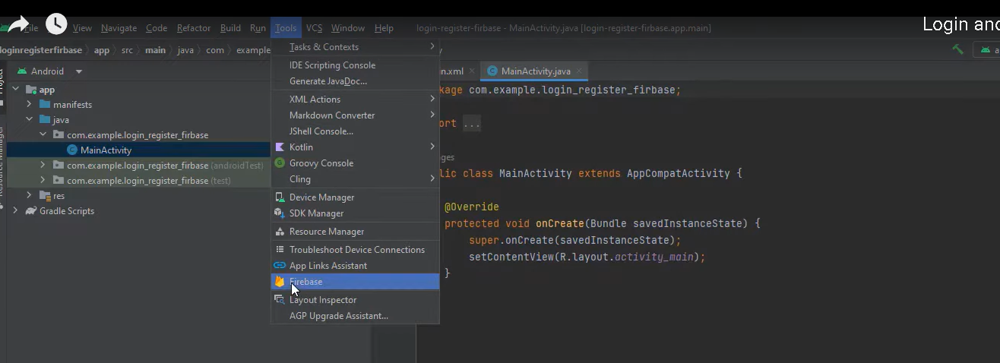 File View Navigate Code Refactor Build Run Tools VCS Window Help login-register-firbase - MainActivity.java [login-register-firbase.app.main]
Login and
loginregisterfirbase app src main java com example
Android
n.xml MainActivity.java
Project
Resource Manager
app
manifests
java
com.example.login_register_firbase
MainActivity
com.example.login_register_firbase (androidTest)
com.example.login_register_firbase (test)
res
Gradle Scripts
Tasks & Contexts
IDE Scripting Console
Generate JavaDoc...
XML Actions
Markdown Converter
JShell Console...
Kotlin
Groovy Console
Cling
Device Manager
SDK Manager
Resource Manager
Troubleshoot Device Connections
App Links Assistant
Firebase
Layout Inspector
AGP Upgrade Assistant...
kage com.example.login_register_firbase;
ort ...
ges
lic class MainActivity extends AppCompatActivity {
@Override
protected void onCreate(Bundle savedInstanceState) {
super.onCreate(savedInstanceState);
setContentView(R.layout.activity_main);
}